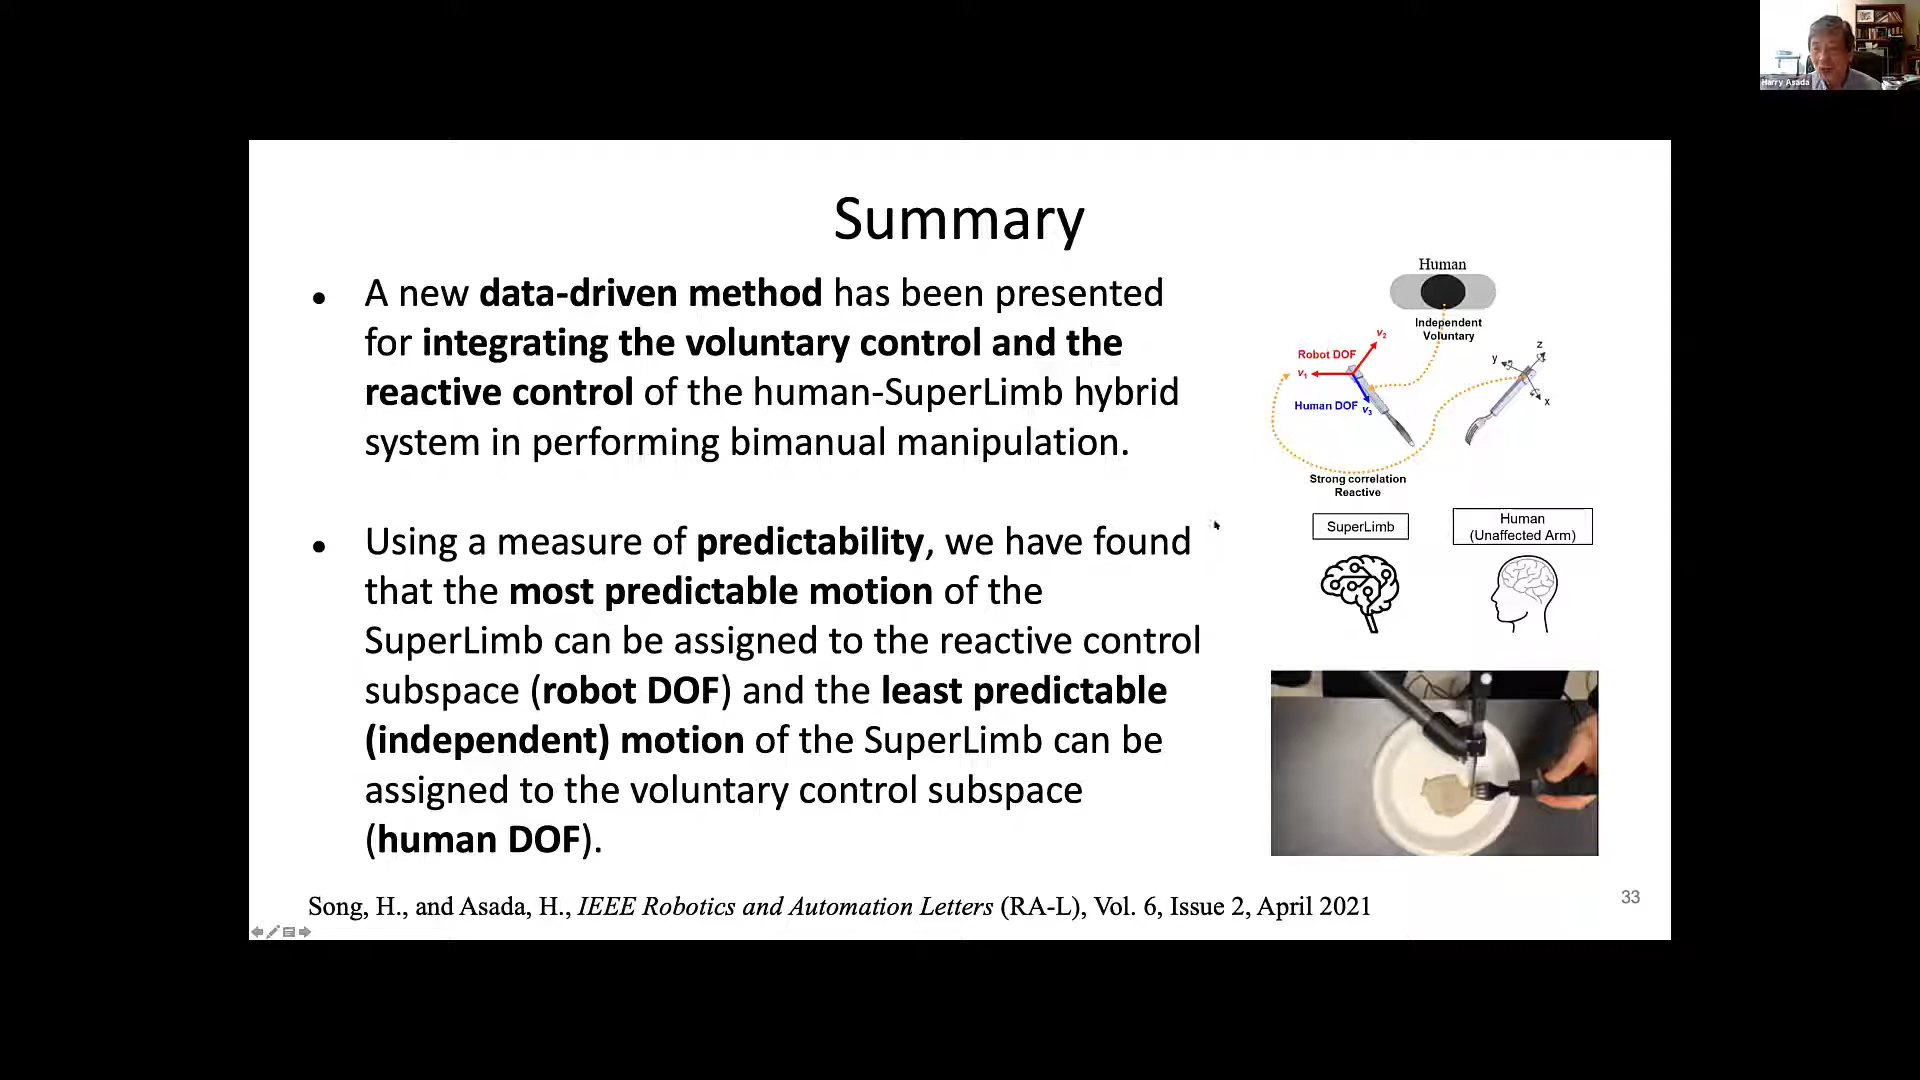 Harry Asada
Summary
• A new data-driven method has been presented
for integrating the voluntary control and the
reactive control of the human-SuperLimb hybrid
system in performing bimanual manipulation.
• Using a measure of predictability, we have found
that the most predictable motion of the
SuperLimb can be assigned to the reactive control
subspace (robot DOF) and the least predictable
(independent) motion of the SuperLimb can be
assigned to the voluntary control subspace
(human DOF).
Human
Independent
Voluntary
v2
Robot DOF
v1
Human DOF
v3
z
y
x
Strong correlation
Reactive
SuperLimb
Human
(Unaffected Arm)
Song, H., and Asada, H., IEEE Robotics and Automation Letters (RA-L), Vol. 6, Issue 2, April 2021
33